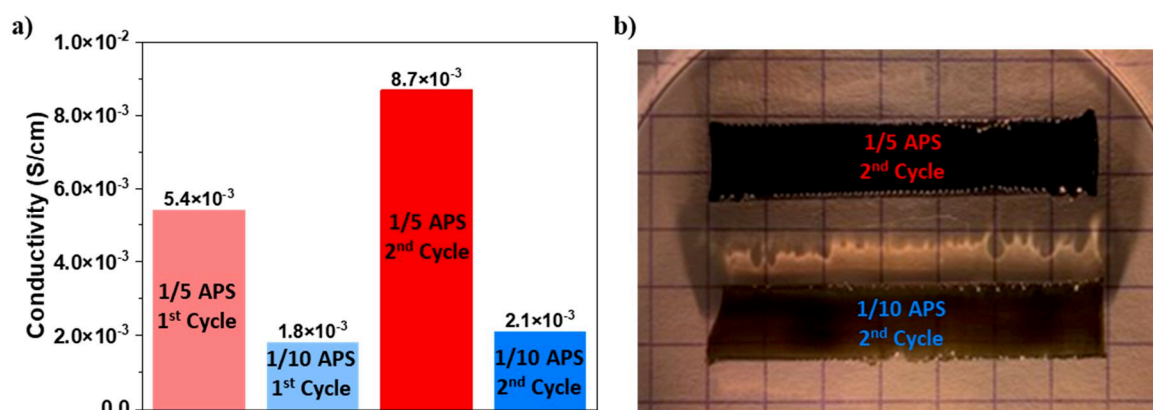 a)
Conductivity (S/cm)
1.0×10⁻²
8.0×10⁻³
6.0×10⁻³
4.0×10⁻³
2.0×10⁻³
0.0
5.4×10⁻³
1/5 APS
1ˢᵗ Cycle
1.8×10⁻³
1/10 APS
1ˢᵗ Cycle
8.7×10⁻³
1/5 APS
2ⁿᵈ Cycle
2.1×10⁻³
1/10 APS
2ⁿᵈ Cycle
b)
1/5 APS
2ⁿᵈ Cycle
1/10 APS
2ⁿᵈ Cycle